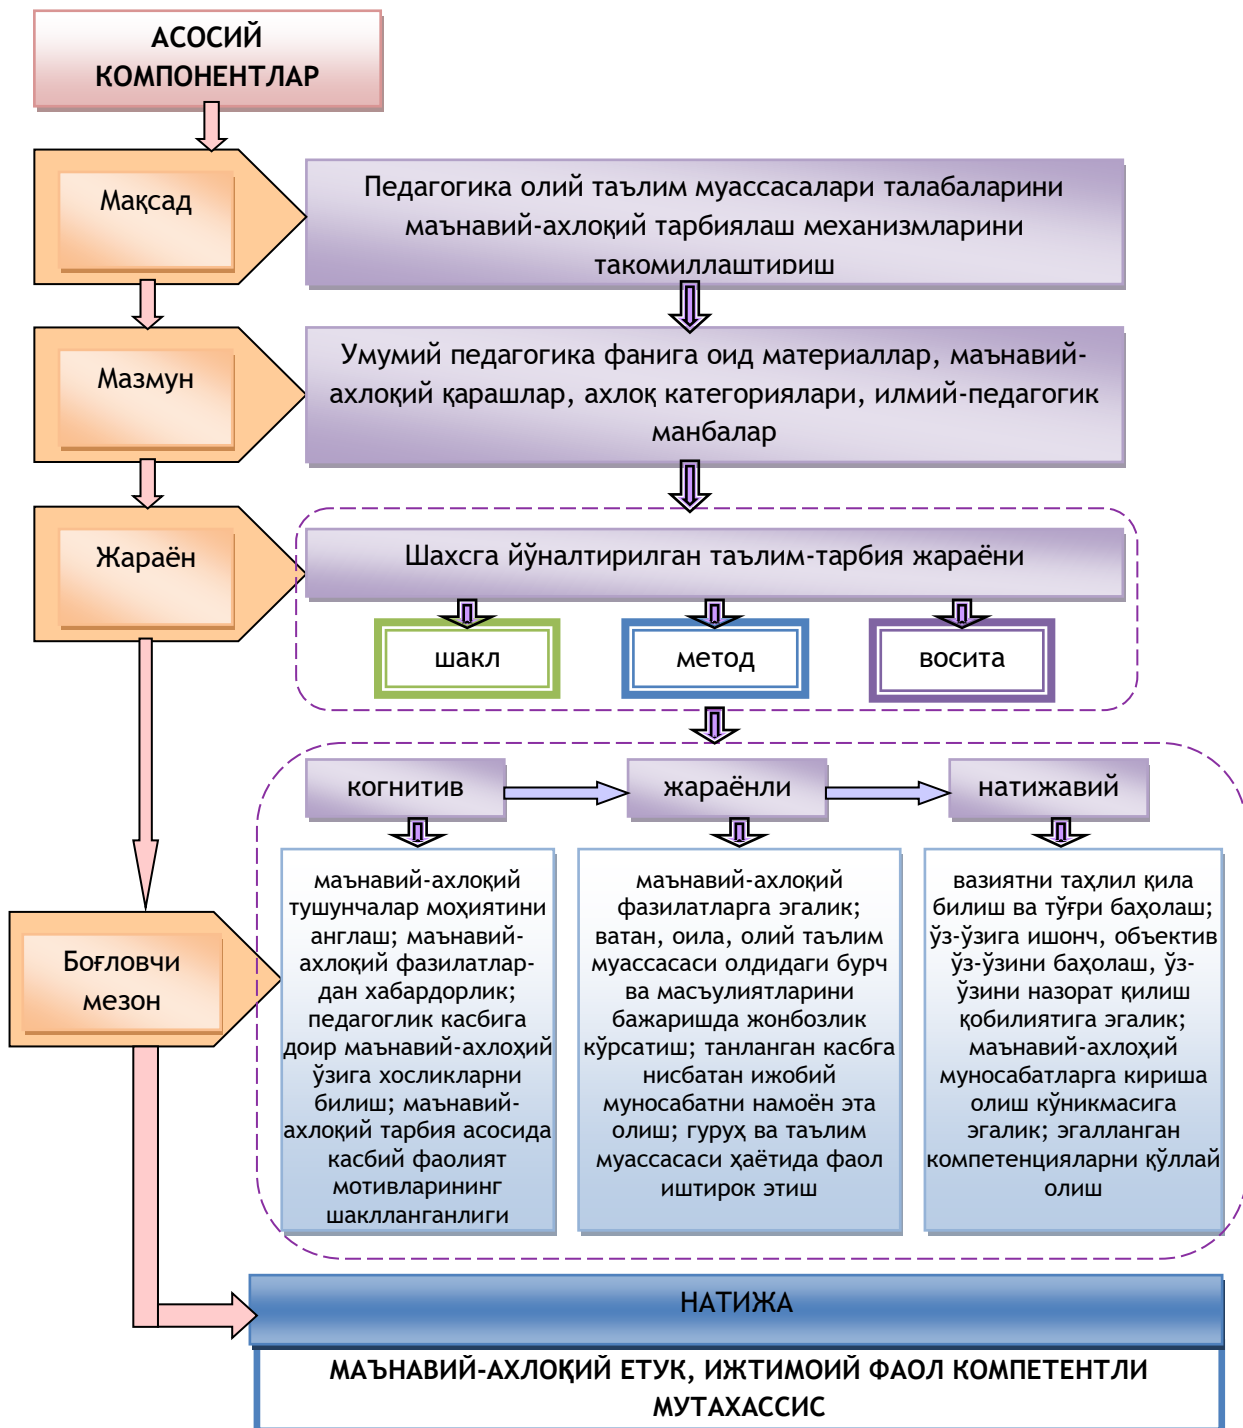 АСОСИЙ
КОМПОНЕНТЛАР
Мақсад
Педагогика олий таълим муассасалари талабаларини
маънавий-ахлоқий тарбиялаш механизмларини
такомиллаштириш
Мазмун
Умумий педагогика фанига оид материаллар, маънавий-
ахлоқий қарашлар, ахлоқ категориялари, илмий-педагогик
манбалар
Жараён
Шахсга йўналтирилган таълим-тарбия жараёни
шакл
метод
восита
когнитив
жараёнли
натижавий
Боғловчи
мезон
маънавий-ахлоқий
тушунчалар моҳиятини
англаш; маънавий-
ахлоқий фазилатлар-
дан хабардорлик;
педагоглик касбига
доир маънавий-ахлоҳий
ўзига хосликларни
билиш; маънавий-
ахлоқий тарбия асосида
касбий фаолият
мотивларининг
шаклланганлиги
маънавий-ахлоқий
фазилатларга эгалик;
ватан, оила, олий таълим
муассасаси олдидаги бурч
ва масъулиятларини
бажаришда жонбозлик
кўрсатиш; танланган касбга
нисбатан ижобий
муносабатни намоён эта
олиш; гуруҳ ва таълим
муассасаси ҳаётида фаол
иштирок этиш
вазиятни таҳлил қила
билиш ва тўғри баҳолаш;
ўз-ўзига ишонч, объектив
ўз-ўзини баҳолаш, ўз-
ўзини назорат қилиш
қобилиятига эгалик;
маънавий-ахлоҳий
муносабатларга кириша
олиш кўникмасига
эгалик; эгалланган
компетенцияларни қўллай
олиш
НАТИЖА
МАЪНАВИЙ-АХЛОҚИЙ ЕТУК, ИЖТИМОИЙ ФАОЛ КОМПЕТЕНТЛИ
МУТАХАССИС